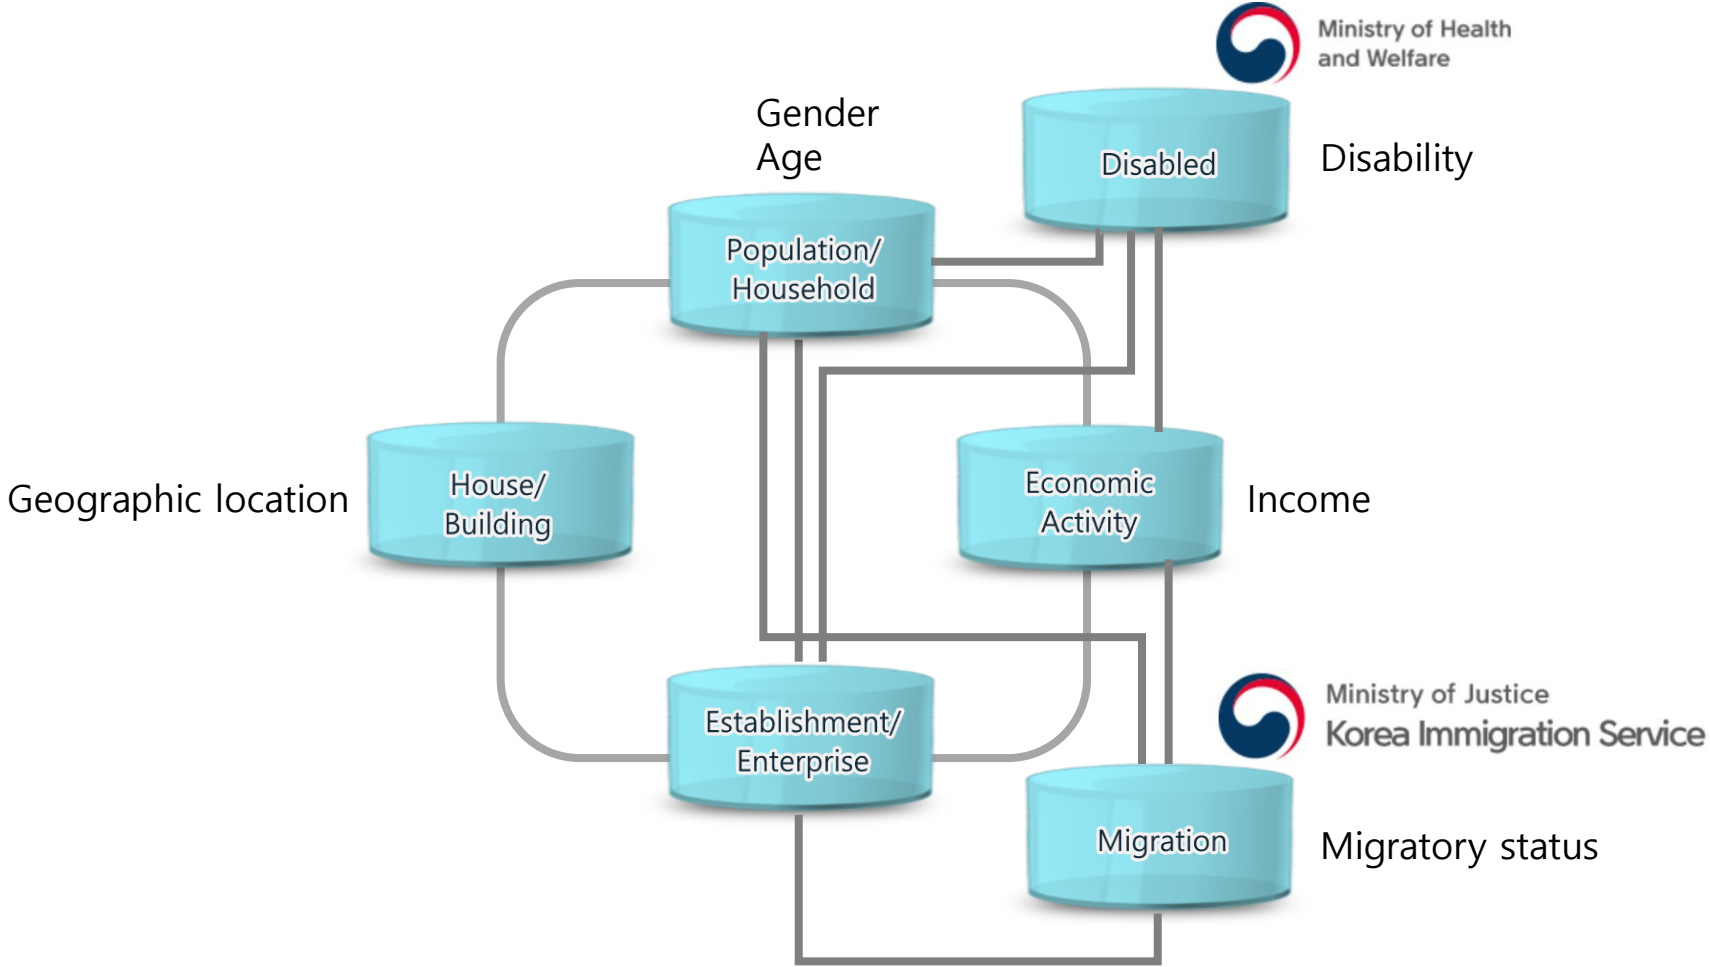 Ministry of Health
and Welfare
Gender
Age
Disabled
Disability
Population/
Household
Geographic location
House/
Building
Economic
Activity
Income
Establishment/
Enterprise
Ministry of Justice
Korea Immigration Service
Migration
Migratory status